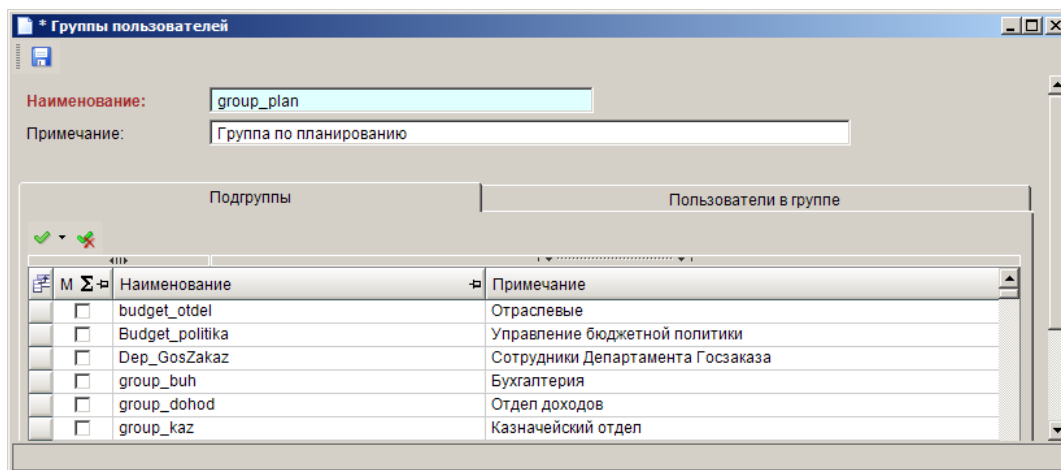 * Группы пользователей
Наименование: group_plan
Примечание: Группа по планированию
Подгруппы Пользователи в группе
М Σ Наименование Примечание
budget_otdel Отраслевые
Budget_politika Управление бюджетной политики
Dep_GosZakaz Сотрудники Департамента Госзаказа
group_buh Бухгалтерия
group_dohod Отдел доходов
group_kaz Казначейский отдел